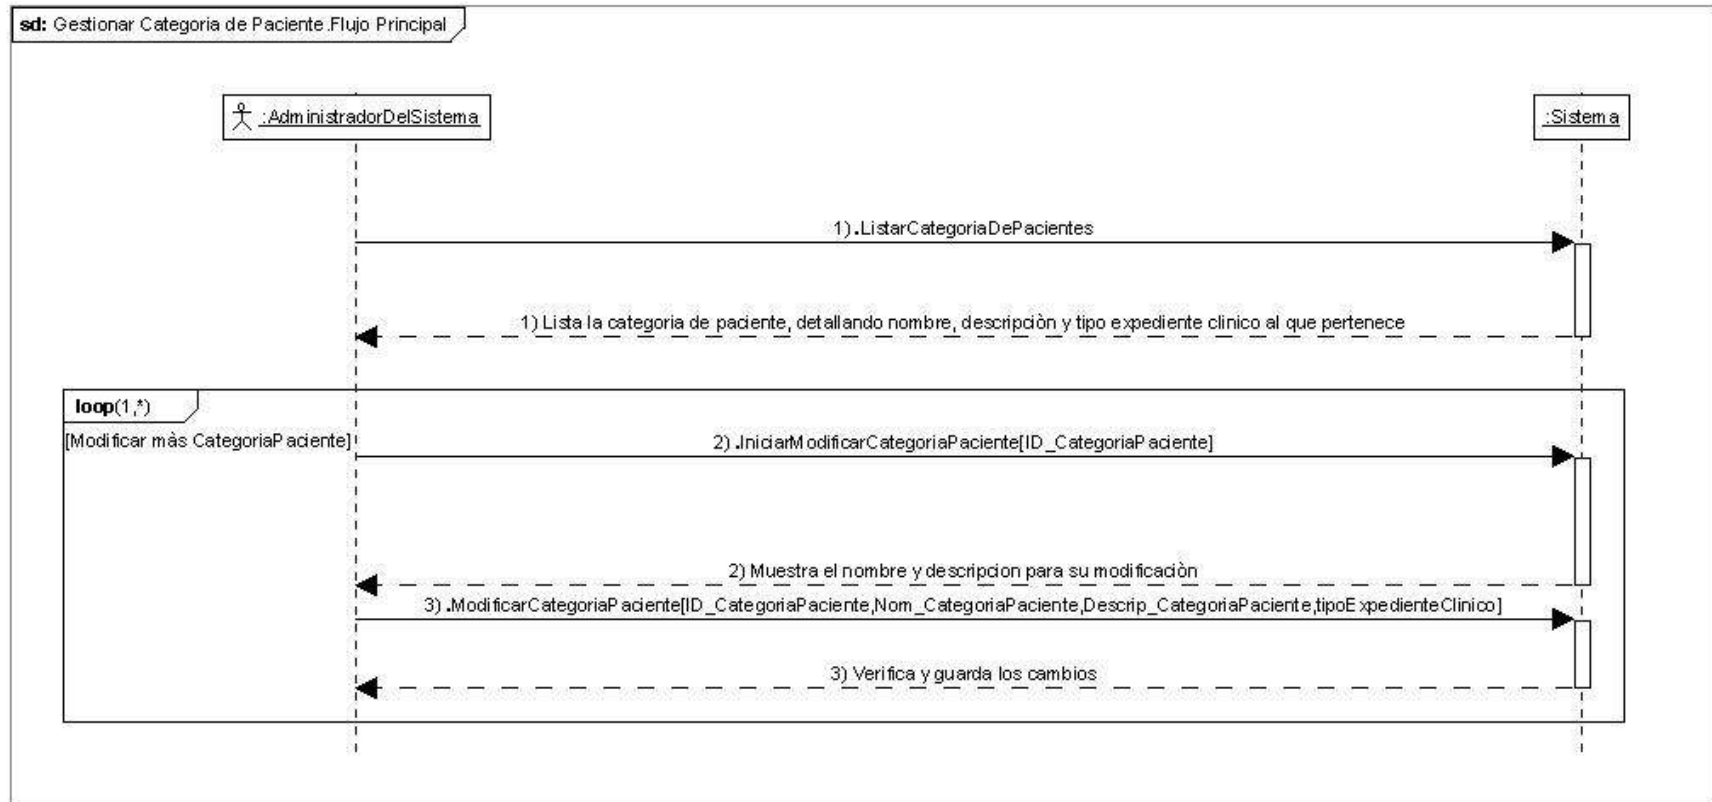 sd: Gestionar Categoria de Paciente.Flujo Principal
:AdministradorDelSistema
:Sistema
1).ListarCategoriaDePacientes
1) Lista la categoria de paciente, detallando nombre, descripciòn y tipo expediente clinico al que pertenece
loop(1,*)
[Modificar màs CategoriaPaciente]
2).IniciarModificarCategoriaPaciente[ID_CategoriaPaciente]
2) Muestra el nombre y descripcion para su modificaciòn
3).ModificarCategoriaPaciente[ID_CategoriaPaciente,Nom_CategoriaPaciente,Descrip_CategoriaPaciente,tipoExpedienteClinico]
3) Verifica y guarda los cambios